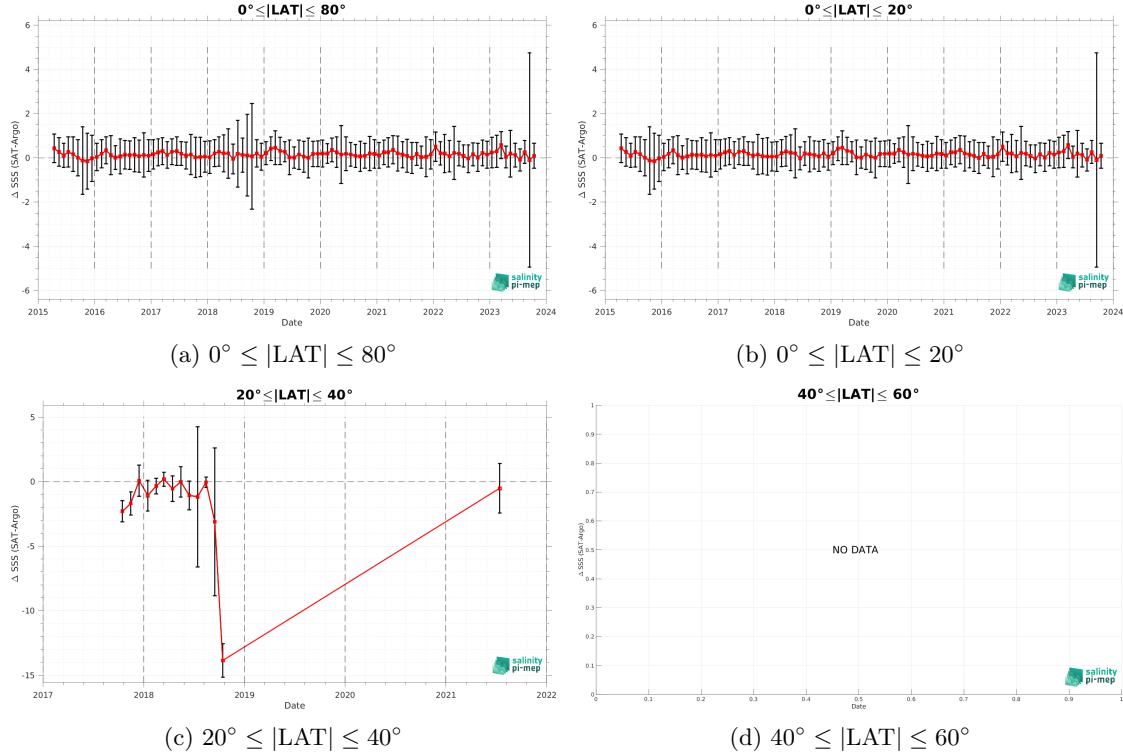 0°≤|LAT|≤ 80°
6
4
2
0
-2
-4
-6
Δ SSS (SAT-Argo)
2015 2016 2017 2018 2019 2020 2021 2022 2023 2024
Date
salinity
pi-mep
(a) 0° ≤ |LAT| ≤ 80°
0°≤|LAT|≤ 20°
6
4
2
0
-2
-4
-6
Δ SSS (SAT-Argo)
2015 2016 2017 2018 2019 2020 2021 2022 2023 2024
Date
salinity
pi-mep
(b) 0° ≤ |LAT| ≤ 20°
20°≤|LAT|≤ 40°
5
0
-5
-10
-15
Δ SSS (SAT-Argo)
2017 2018 2019 2020 2021 2022
Date
salinity
pi-mep
(c) 20° ≤ |LAT| ≤ 40°
40°≤|LAT|≤ 60°
1
0.9
0.8
0.7
0.6
0.5
0.4
0.3
0.2
0.1
0
Δ SSS (SAT-Argo)
NO DATA
0 0.1 0.2 0.3 0.4 0.5 0.6 0.7 0.8 0.9 1
Date
salinity
pi-mep
(d) 40° ≤ |LAT| ≤ 60°